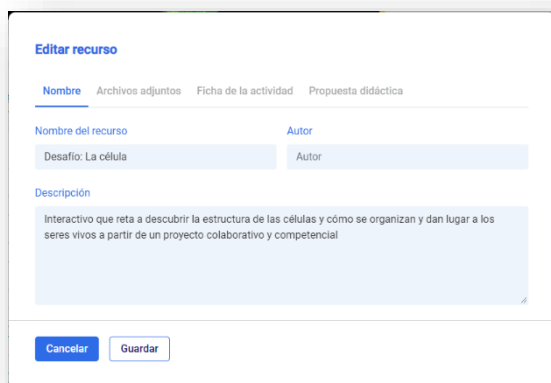 Editar recurso
Nombre Archivos adjuntos Ficha de la actividad Propuesta didáctica
Nombre del recurso Autor
Desafío: La célula Autor
Descripción
Interactivo que reta a descubrir la estructura de las células y cómo se organizan y dan lugar a los
seres vivos a partir de un proyecto colaborativo y competencial
Cancelar Guardar